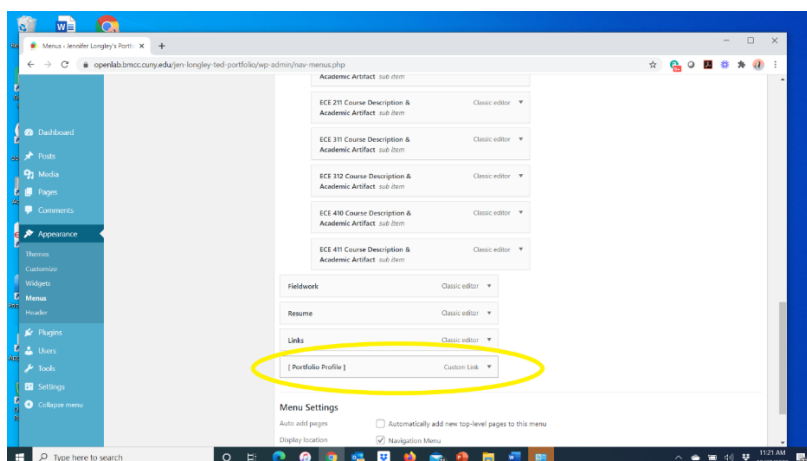 Menus ‹ Jennifer Longley's Portfo
openlab.bmcc.cuny.edu/jen-longley-ted-portfolio/wp-admin/nav-menus.php
Dashboard
Posts
Media
Pages
Comments
Appearance
Themes
Customize
Widgets
Menus
Header
Plugins
Users
Tools
Settings
Collapse menu
Academic Artifact sub item
ECE 211 Course Description & Classic editor
Academic Artifact sub item
ECE 311 Course Description & Classic editor
Academic Artifact sub item
ECE 312 Course Description & Classic editor
Academic Artifact sub item
ECE 410 Course Description & Classic editor
Academic Artifact sub item
ECE 411 Course Description & Classic editor
Academic Artifact sub item
Fieldwork Classic editor
Resume Classic editor
Links Classic editor
[ Portfolio Profile ] Custom Link
Menu Settings
Auto add pages Automatically add new top-level pages to this menu
Display location Navigation Menu
Type here to search
11:21 AM